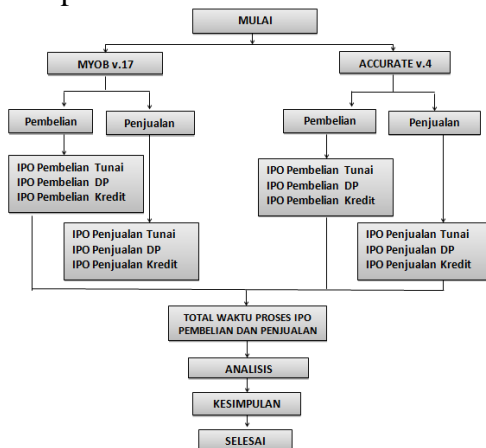 MULAI
MYOB v.17
ACCURATE v.4
Pembelian
Penjualan
Pembelian
Penjualan
IPO Pembelian Tunai
IPO Pembelian DP
IPO Pembelian Kredit
IPO Penjualan Tunai
IPO Penjualan DP
IPO Penjualan Kredit
IPO Pembelian Tunai
IPO Pembelian DP
IPO Pembelian Kredit
IPO Penjualan Tunai
IPO Penjualan DP
IPO Penjualan Kredit
TOTAL WAKTU PROSES IPO
PEMBELIAN DAN PENJUALAN
ANALISIS
KESIMPULAN
SELESAI